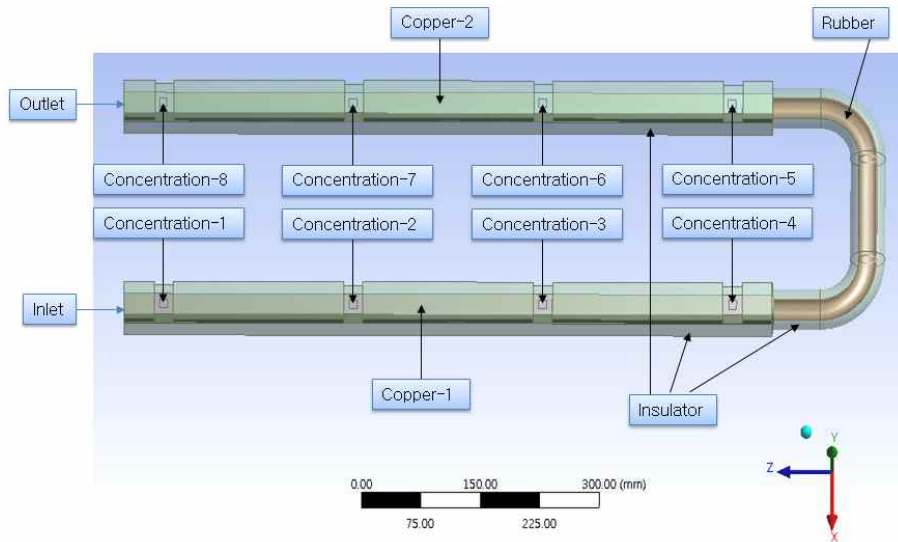 Copper-2
Rubber
Outlet
Concentration-8
Concentration-7
Concentration-6
Concentration-5
Concentration-1
Concentration-2
Concentration-3
Concentration-4
Inlet
Copper-1
Insulator
Y
Z
X
0.00
150.00
300.00 (mm)
75.00
225.00